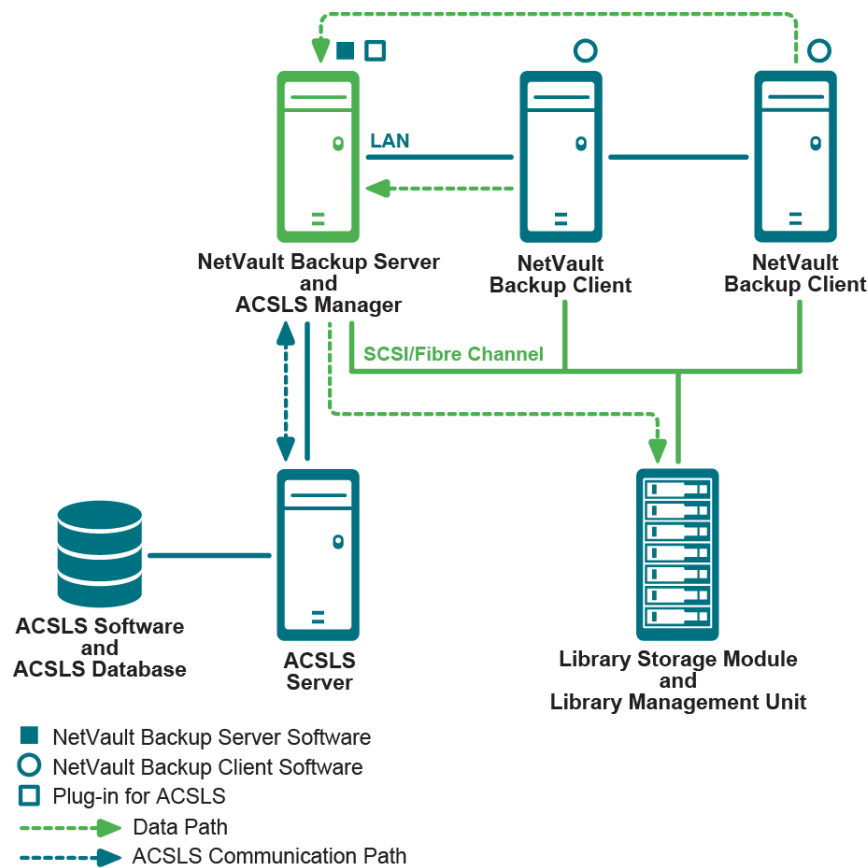 LAN
NetVault Backup Server
and
ACSLS Manager
NetVault
Backup Client
NetVault
Backup Client
SCSI/Fibre Channel
ACSLS Software
and
ACSLS Database
ACSLS
Server
Library Storage Module
and
Library Management Unit
NetVault Backup Server Software
NetVault Backup Client Software
Plug-in for ACSLS
Data Path
ACSLS Communication Path